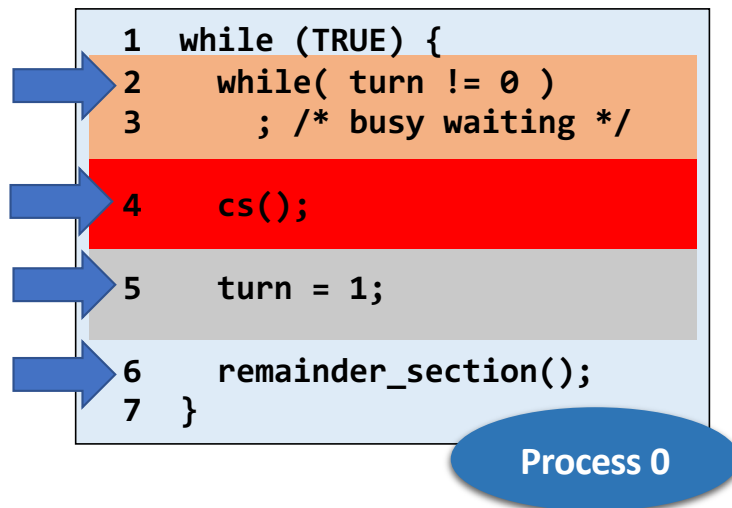 1 while (TRUE) {
2 while( turn != 0 )
3 ; /* busy waiting */
4 cs();
5 turn = 1;
6 remainder_section();
7 }
Process 0